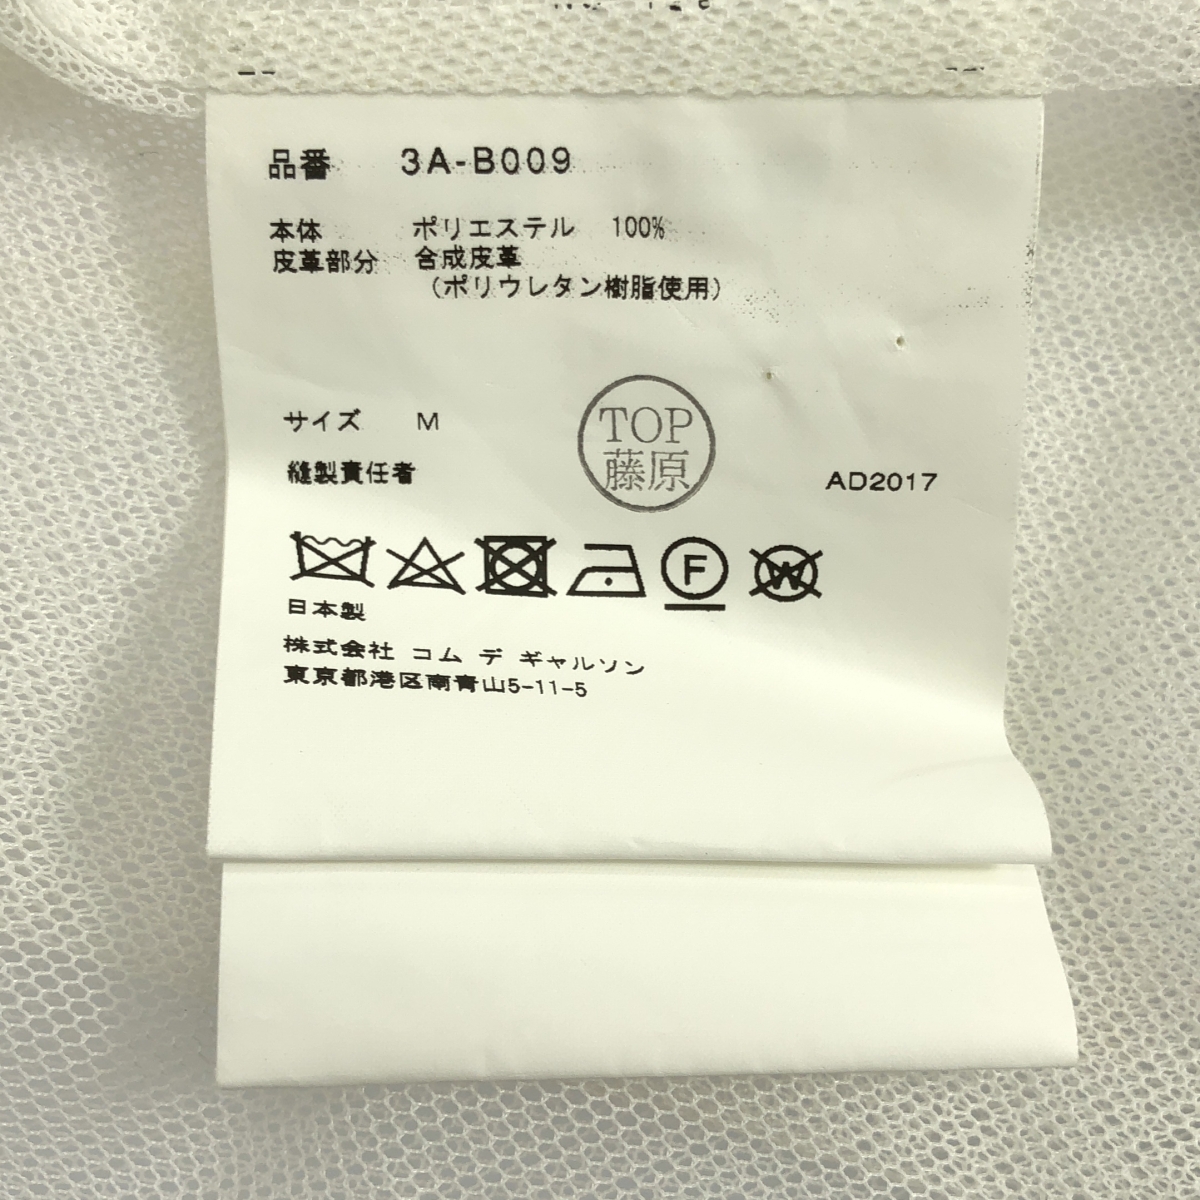 品番 3A-B009
本体 ポリエステル 100%
皮革部分 合成皮革
(ポリウレタン樹脂使用)
サイズ M
TOP
藤原
縫製責任者
AD2017
F W
日本製
株式会社 コム デ ギャルソン
東京都港区南青山5-11-5